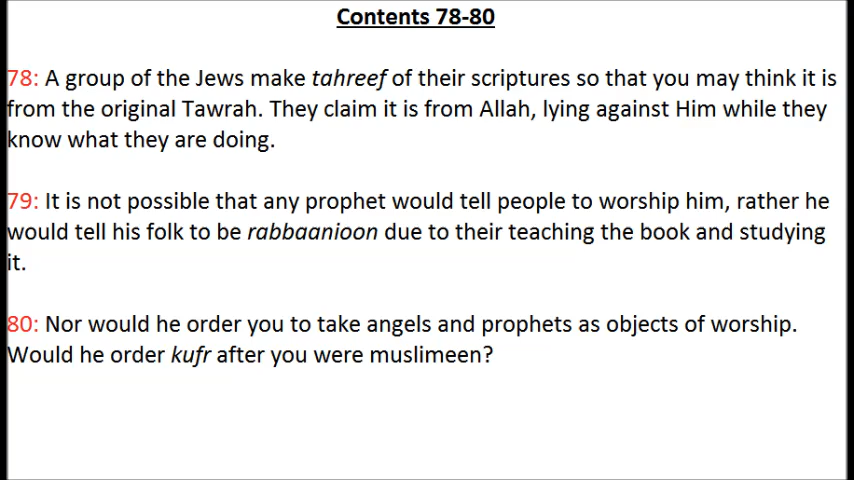 Contents 78-80
78: A group of the Jews make tahreef of their scriptures so that you may think it is
from the original Tawrah. They claim it is from Allah, lying against Him while they
know what they are doing.
79: It is not possible that any prophet would tell people to worship him, rather he
would tell his folk to be rabbaanioon due to their teaching the book and studying
it.
80: Nor would he order you to take angels and prophets as objects of worship.
Would he order kufr after you were muslimeen?